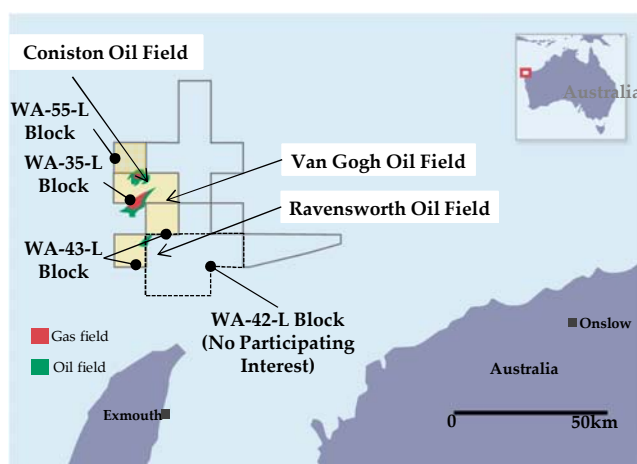 Coniston Oil Field
WA-55-L
Block
WA-35-L
Block
Van Gogh Oil Field
Ravensworth Oil Field
WA-43-L
Block
WA-42-L Block
(No Participating
Interest)
Gas field
Oil field
Exmouth
Onslow
Australia
0
50km
Australia